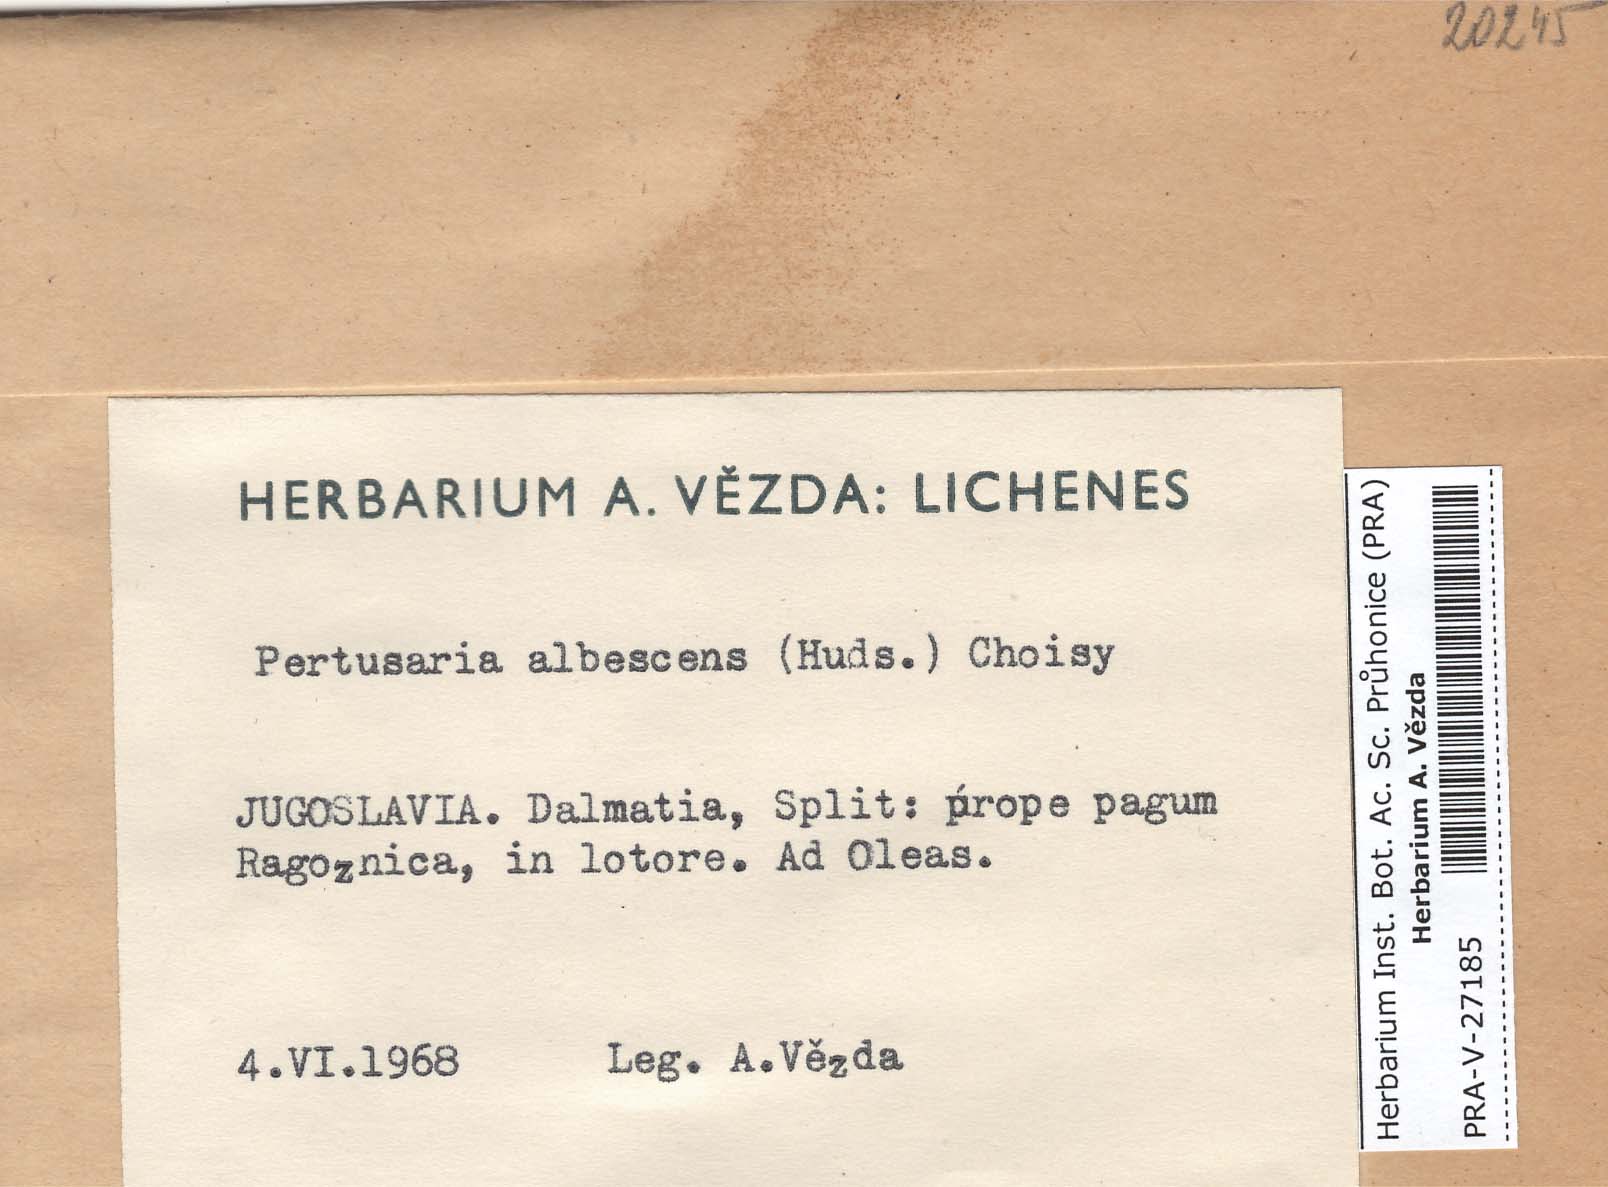 20245
HERBARIUM A. VĚZDA: LICHENES
Pertusaria albescens (Huds.) Choisy
JUGOSLAVIA. Dalmatia, Split: prope pagum
Ragoznica, in lotore. Ad Oleas.
4.VI.1968 Leg. A.Vězda
Herbarium Inst. Bot. Ac. Sc. Průhonice (PRA)
Herbarium A. Vězda
PRA-V-27185